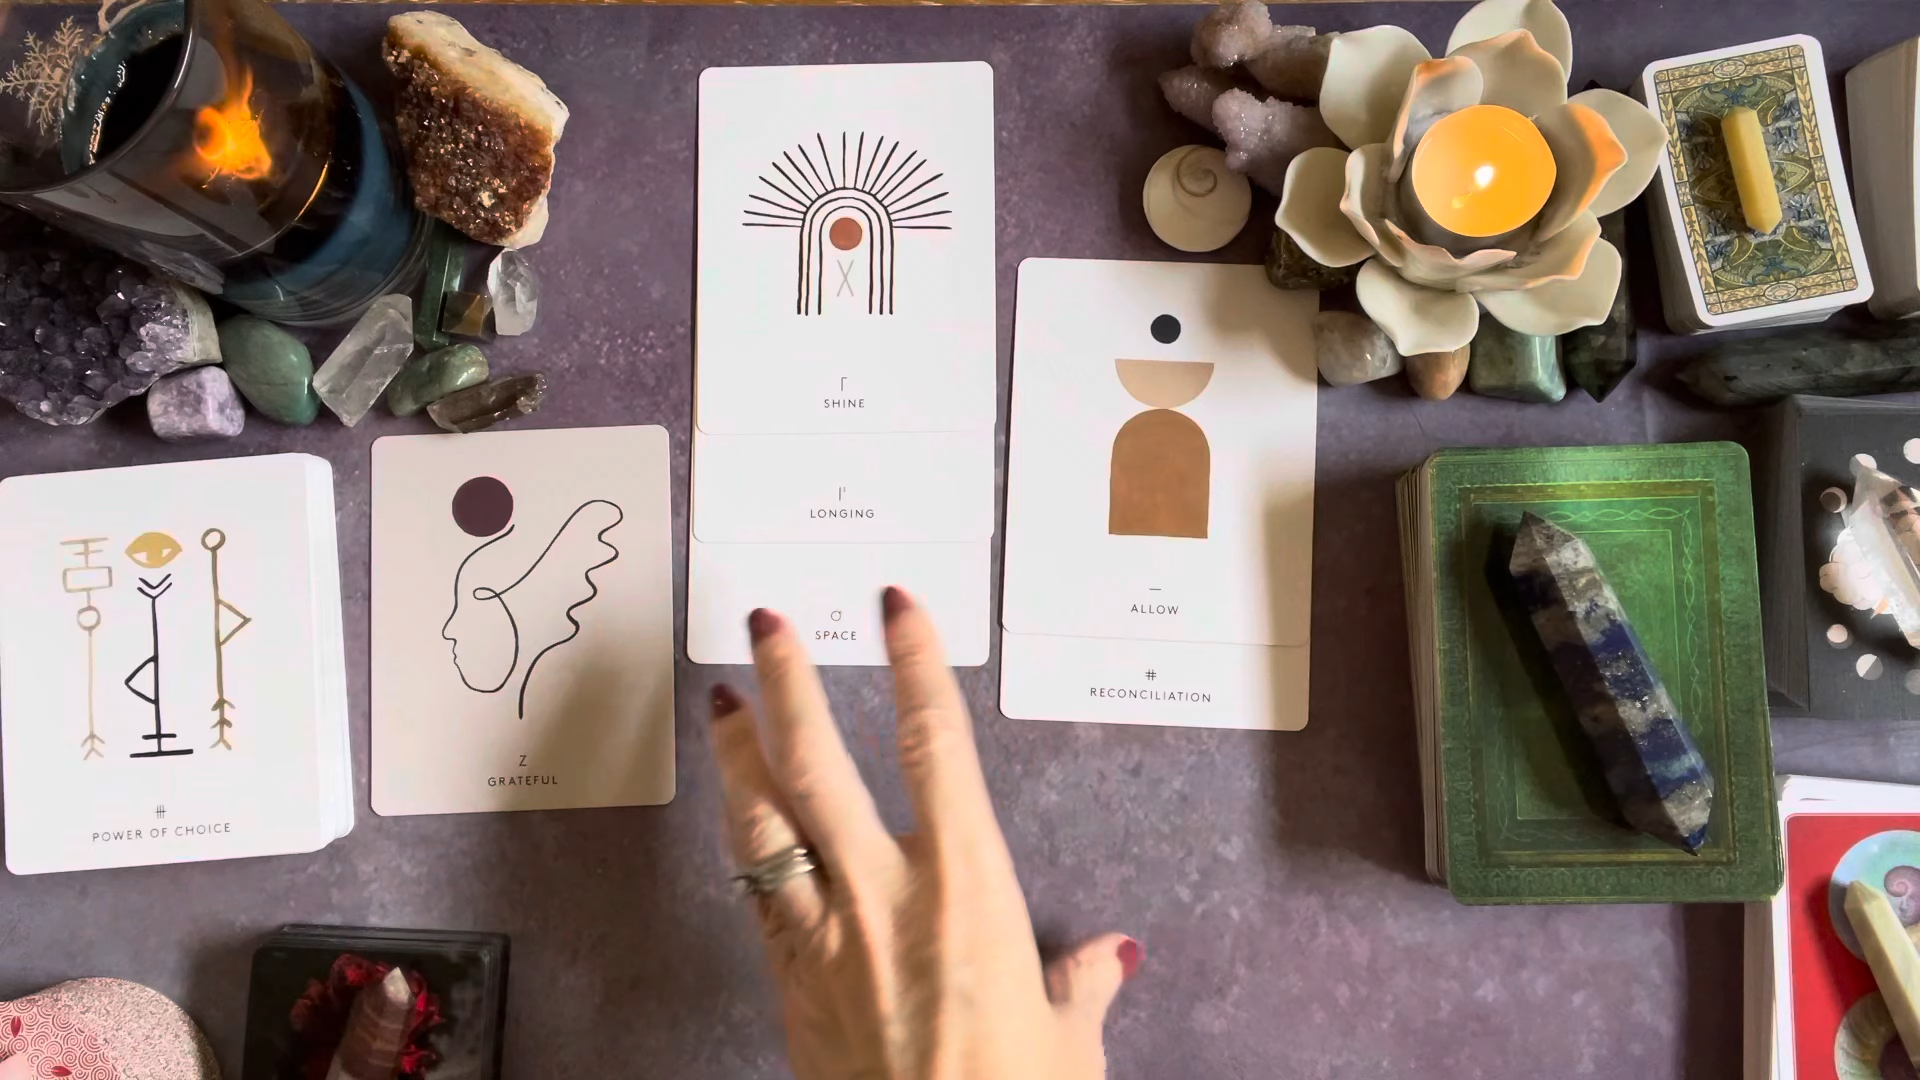 POWER OF CHOICE
Z
GRATEFUL
SHINE
LONGING
SPACE
ALLOW
#
RECONCILIATION